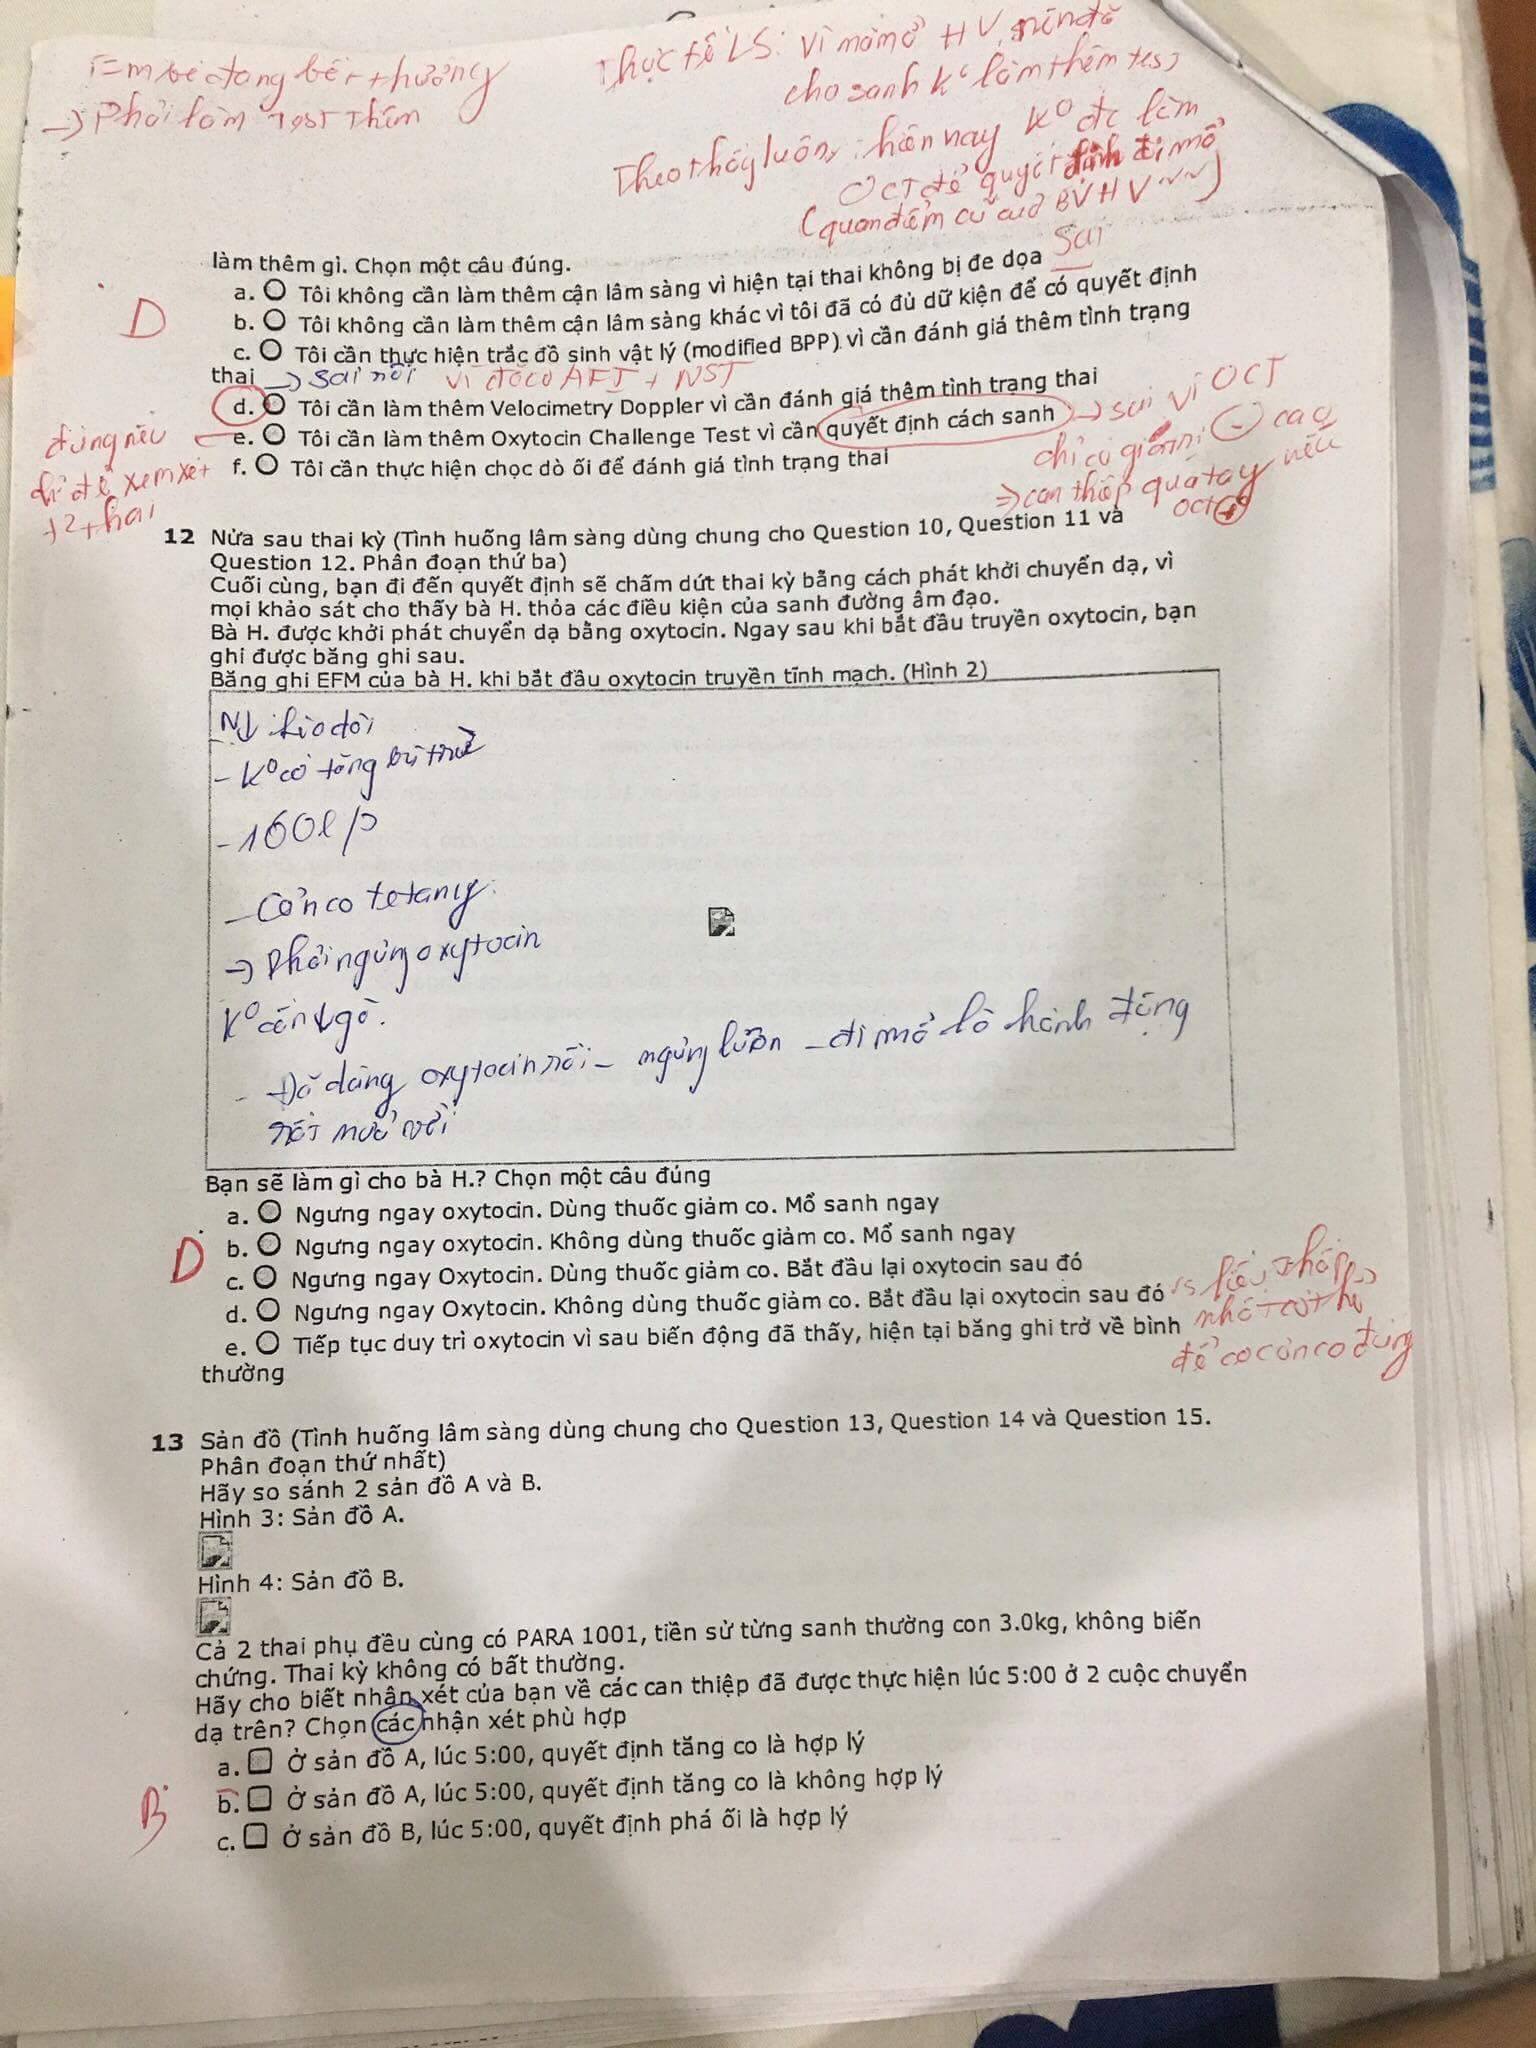 → Phải làm Test thêm
Thực tế LS: vì
cho sanh k° làm thêm test
Theo thầy luôn: hiện nay k° đc làm
OCT để quyết định đi mổ
(quan điểm cũ của BV HV ~~)
làm thêm gì. Chọn một câu đúng.
a. Tôi không cần làm thêm cận lâm sàng vì hiện tại thai không bị đe dọa Sai
D
b. Tôi không cần làm thêm cận lâm sàng khác vì tôi đã có đủ dữ kiện để có quyết định
c. Tôi cần thực hiện trắc đồ sinh vật lý (modified BPP) vì cần đánh giá thêm tình trạng
thai → sai rồi vì đã có AFI + NST
d. Tôi cần làm thêm Velocimetry Doppler vì cần đánh giá thêm tình trạng thai
e. Tôi cần làm thêm Oxytocin Challenge Test vì cần quyết định cách sanh → sai vì OCT
chỉ có giá trị ⊖ cao
đúng nếu
chỉ để xem xét
f. Tôi cần thực hiện chọc dò ối để đánh giá tình trạng thai
→ can thiệp quá tay nếu
OCT ⊕
12 Nửa sau thai kỳ (Tình huống lâm sàng dùng chung cho Question 10, Question 11 và
Question 12. Phân đoạn thứ ba)
Cuối cùng, bạn đi đến quyết định sẽ chấm dứt thai kỳ bằng cách phát khởi chuyển dạ, vì
mọi khảo sát cho thấy bà H. thỏa các điều kiện của sanh đường âm đạo.
Bà H. được khởi phát chuyển dạ bằng oxytocin. Ngay sau khi bắt đầu truyền oxytocin, bạn
ghi được băng ghi sau.
Băng ghi EFM của bà H. khi bắt đầu oxytocin truyền tĩnh mạch. (Hình 2)
N↓ kéo dài
- K° có tăng bù trừ
- 160 l/p
- Cơn co tetany
→ Phải ngưng oxytocin
K° cần ↓ gò.
- Đã dùng oxytocin rồi - ngưng luôn - đi mổ là hành động
Bạn sẽ làm gì cho bà H.? Chọn một câu đúng
a. Ngưng ngay oxytocin. Dùng thuốc giảm co. Mổ sanh ngay
D
b. Ngưng ngay oxytocin. Không dùng thuốc giảm co. Mổ sanh ngay
c. Ngưng ngay Oxytocin. Dùng thuốc giảm co. Bắt đầu lại oxytocin sau đó
d. Ngưng ngay Oxytocin. Không dùng thuốc giảm co. Bắt đầu lại oxytocin sau đó liều thấp
e. Tiếp tục duy trì oxytocin vì sau biến động đã thấy, hiện tại băng ghi trở về bình
thường
để có cơn co đúng
13 Sản đồ (Tình huống lâm sàng dùng chung cho Question 13, Question 14 và Question 15.
Phân đoạn thứ nhất)
Hãy so sánh 2 sản đồ A và B.
Hình 3: Sản đồ A.
Hình 4: Sản đồ B.
Cả 2 thai phụ đều cùng có PARA 1001, tiền sử từng sanh thường con 3.0kg, không biến
chứng. Thai kỳ không có bất thường.
Hãy cho biết nhận xét của bạn về các can thiệp đã được thực hiện lúc 5:00 ở 2 cuộc chuyển
dạ trên? Chọn các nhận xét phù hợp
a. Ở sản đồ A, lúc 5:00, quyết định tăng co là hợp lý
B
b. Ở sản đồ A, lúc 5:00, quyết định tăng co là không hợp lý
c. Ở sản đồ B, lúc 5:00, quyết định phá ối là hợp lý